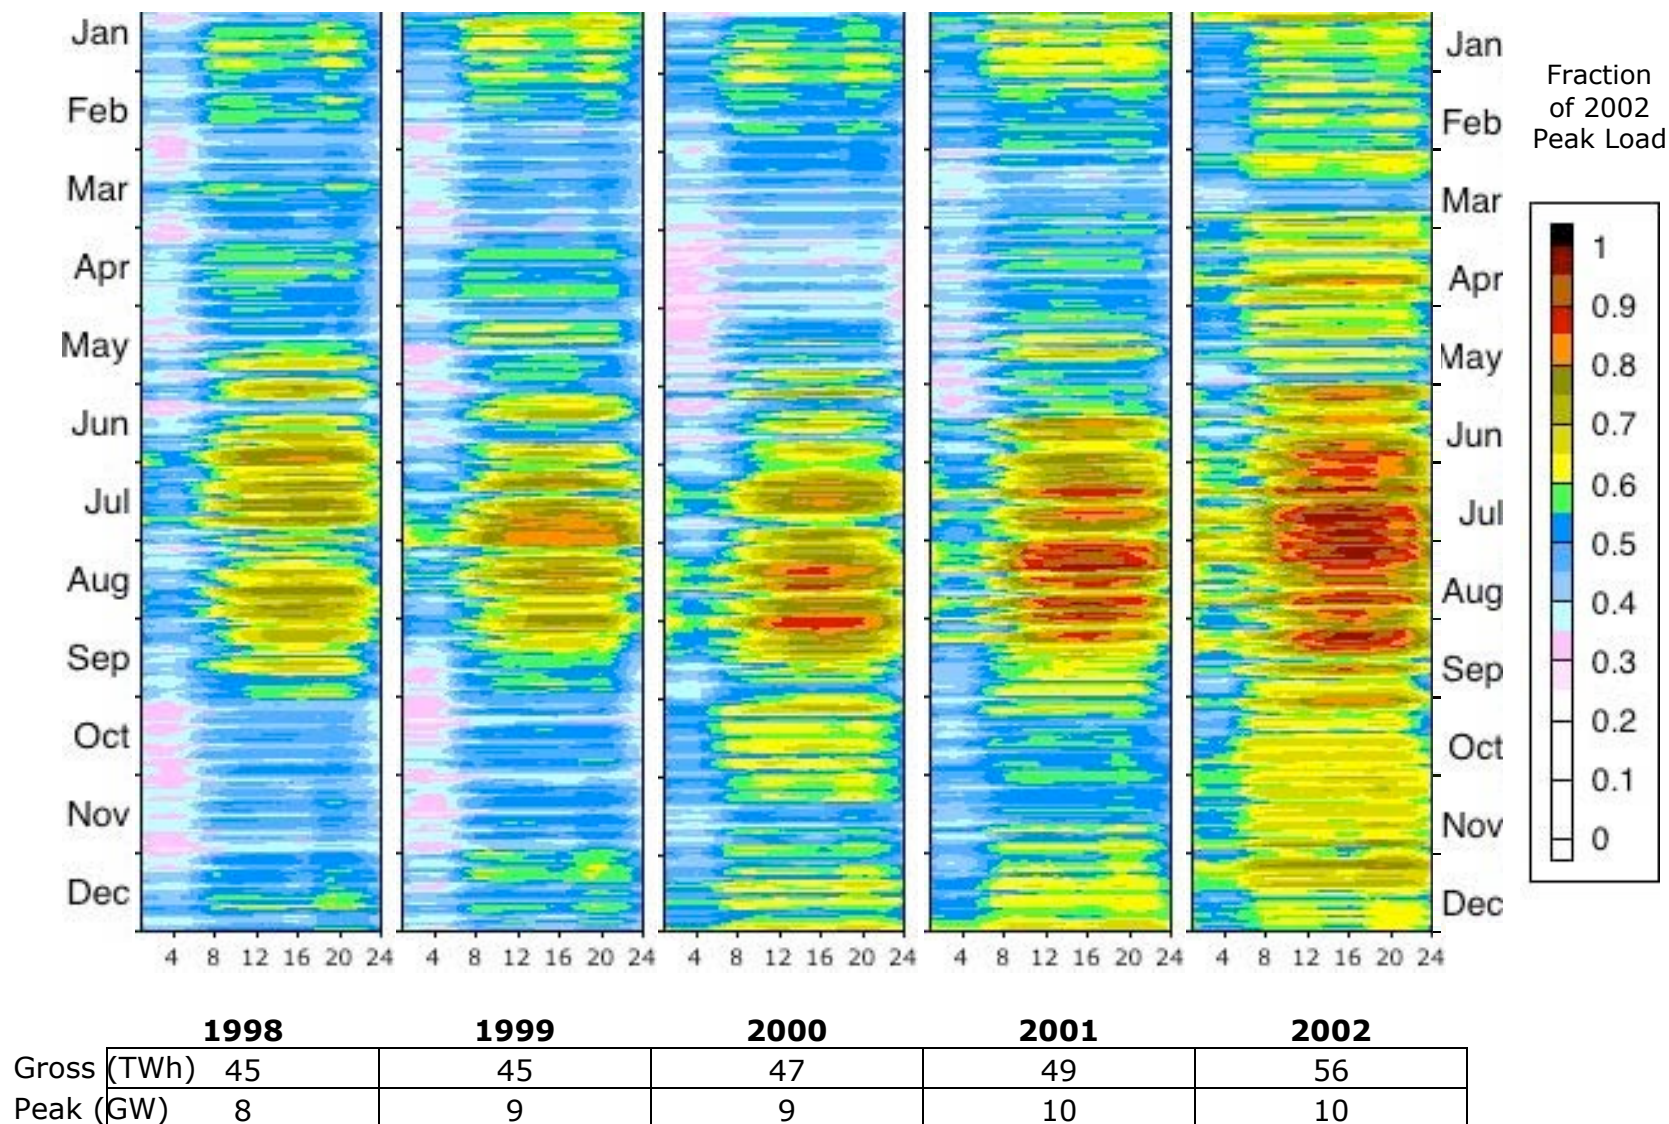 Jan
Feb
Mar
Apr
May
Jun
Jul
Aug
Sep
Oct
Nov
Dec
4 8 12 16 20 24
4 8 12 16 20 24
4 8 12 16 20 24
4 8 12 16 20 24
4 8 12 16 20 24
Jan
Feb
Mar
Apr
May
Jun
Jul
Aug
Sep
Oct
Nov
Dec
Fraction
of 2002
Peak Load
1
0.9
0.8
0.7
0.6
0.5
0.4
0.3
0.2
0.1
0
1998 1999 2000 2001 2002
Gross (TWh) 45 45 47 49 56
Peak (GW) 8 9 9 10 10